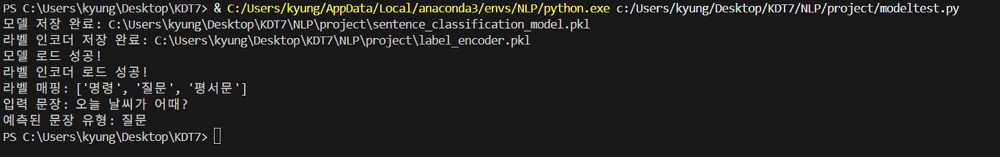 PS C:\Users\kyung\Desktop\KDT7> & C:/Users/kyung/AppData/Local/anaconda3/envs/NLP/python.exe c:/Users/kyung/Desktop/KDT7/NLP/project/modeltest.py
모델 저장 완료: C:\Users\kyung\Desktop\KDT7\NLP\project\sentence_classification_model.pkl
라벨 인코더 저장 완료: C:\Users\kyung\Desktop\KDT7\NLP\project\label_encoder.pkl
모델 로드 성공!
라벨 인코더 로드 성공!
라벨 매핑: ['명령', '질문', '평서문']
입력 문장: 오늘 날씨가 어때?
예측된 문장 유형: 질문
PS C:\Users\kyung\Desktop\KDT7>